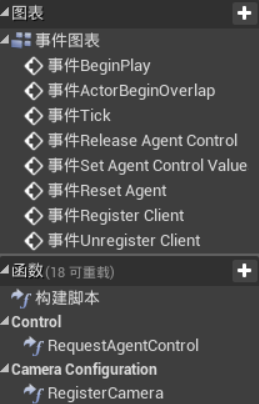 图表
事件图表
事件BeginPlay
事件ActorBeginOverlap
事件Tick
事件Release Agent Control
事件Set Agent Control Value
事件Reset Agent
事件Register Client
事件Unregister Client
函数(18 可重载)
构建脚本
Control
RequestAgentControl
Camera Configuration
RegisterCamera